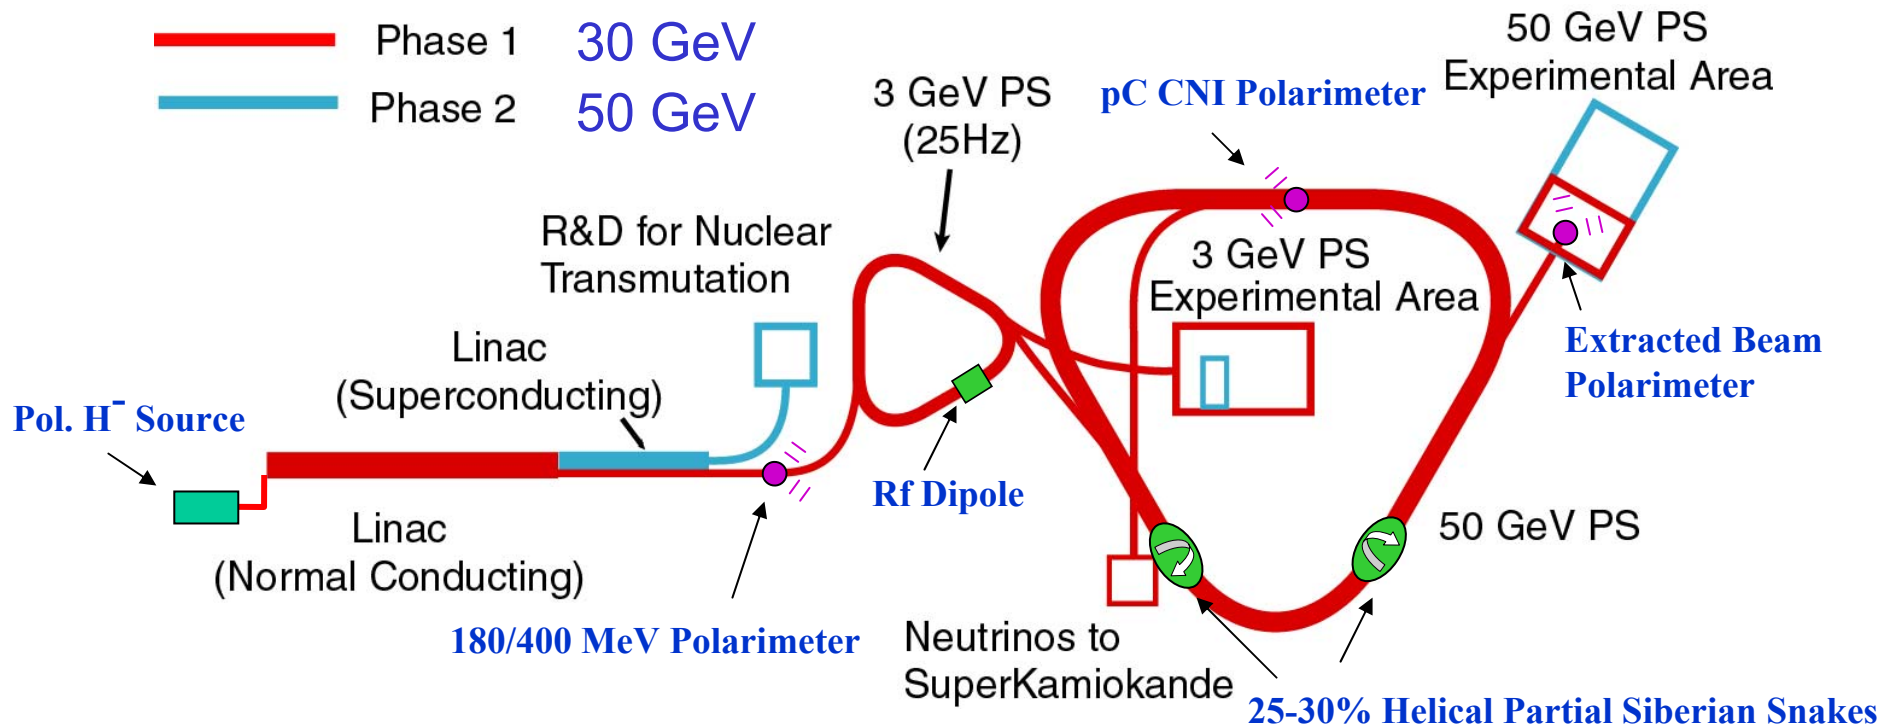 Phase 1 30 GeV
Phase 2 50 GeV
3 GeV PS
(25Hz)
pC CNI Polarimeter
50 GeV PS
Experimental Area
R&D for Nuclear
Transmutation
3 GeV PS
Experimental Area
Linac
(Superconducting)
Extracted Beam
Polarimeter
Pol. H⁻ Source
Rf Dipole
Linac
(Normal Conducting)
50 GeV PS
180/400 MeV Polarimeter
Neutrinos to
SuperKamiokande
25-30% Helical Partial Siberian Snakes